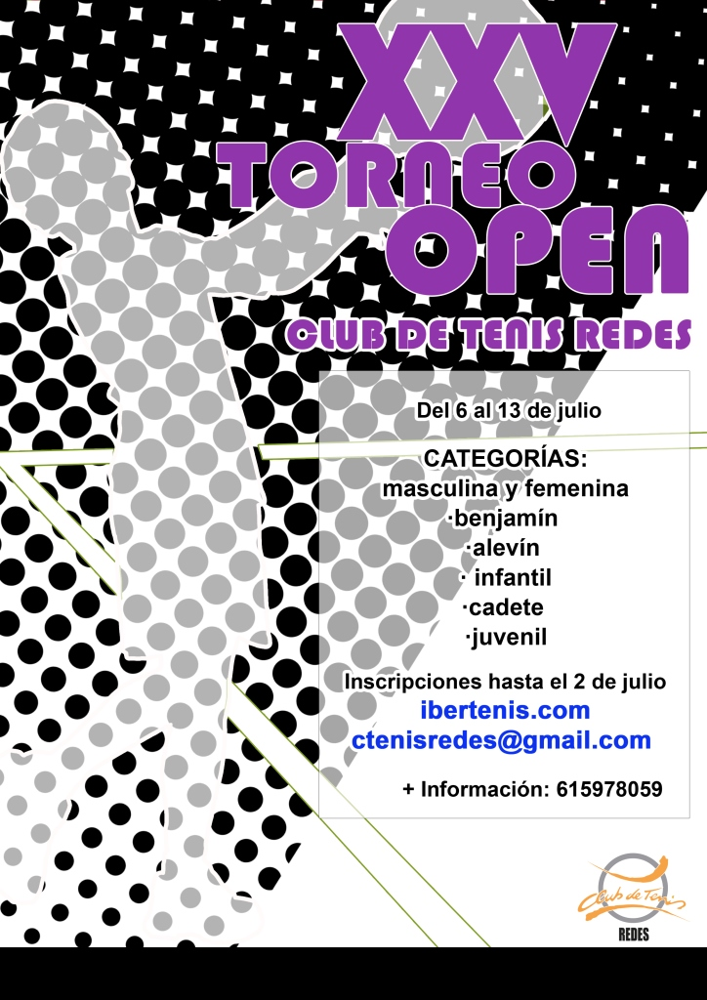 XXV
TORNEO
OPEN
CLUB DE TENIS REDES
Del 6 al 13 de julio
CATEGORÍAS:
masculina y femenina
·benjamín
·alevín
· infantil
·cadete
·juvenil
Inscripciones hasta el 2 de julio
ibertenis.com
ctenisredes@gmail.com
+ Información: 615978059
Club de Tenis
REDES